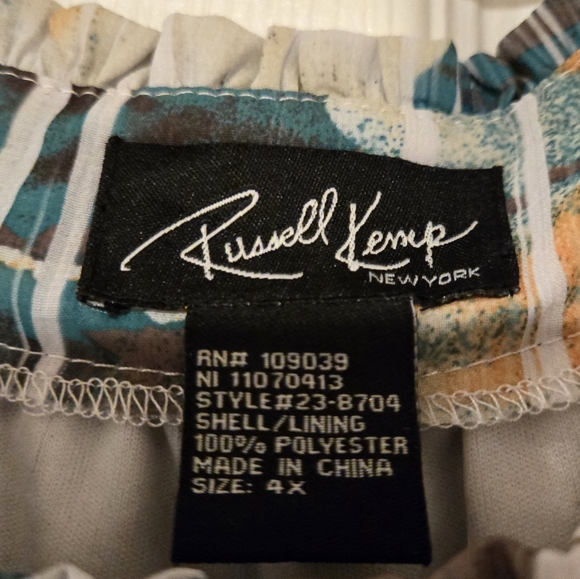 Russell Kemp
NEW YORK
RN# 109039
NI 11070413
STYLE#23-8704
SHELL/LINING
100% POLYESTER
MADE IN CHINA
SIZE: 4X